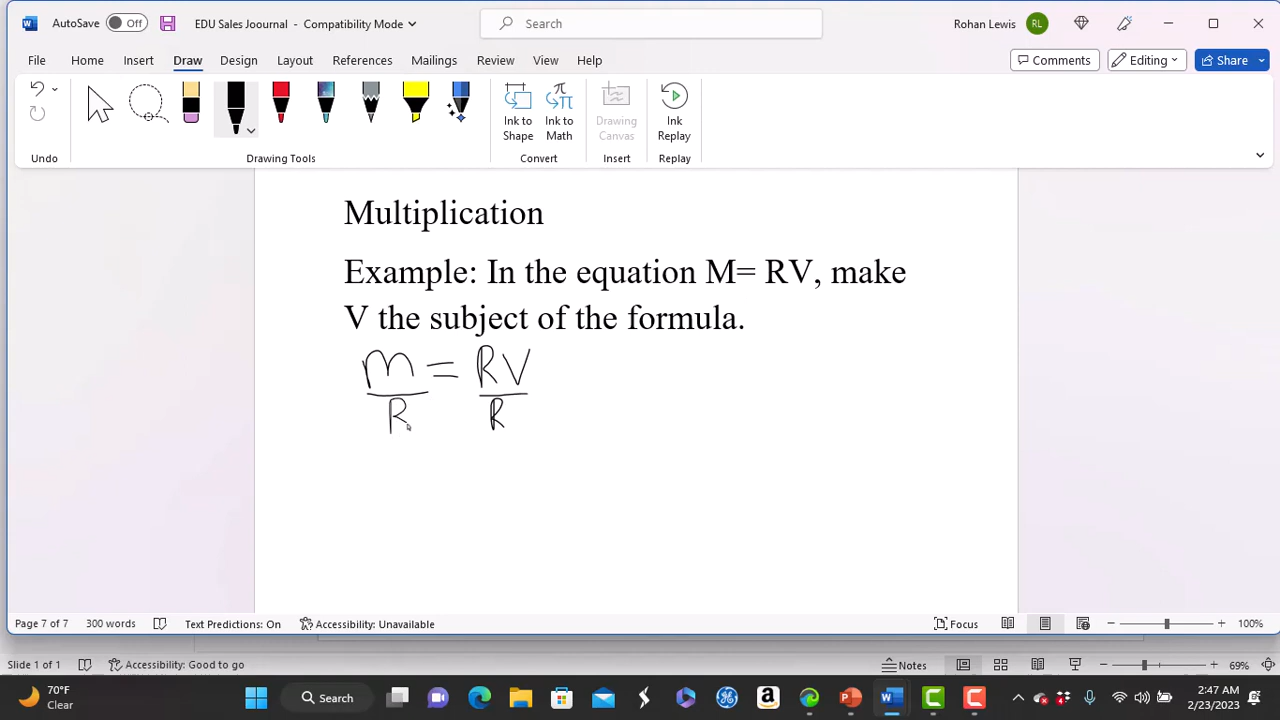 AutoSave Off EDU Sales Joournal - Compatibility Mode Search Rohan Lewis RL
File Home Insert Draw Design Layout References Mailings Review View Help Comments Editing Share
Ink to Shape Ink to Math Drawing Canvas Ink Replay
Undo Drawing Tools Convert Insert Replay
Multiplication
Example: In the equation M= RV, make
V the subject of the formula.
M = RV
R R
Page 7 of 7 300 words Text Predictions: On Accessibility: Unavailable Focus 100%
Slide 1 of 1 Accessibility: Good to go Notes 69%
70°F Search 2:47 AM
Clear 2/23/2023